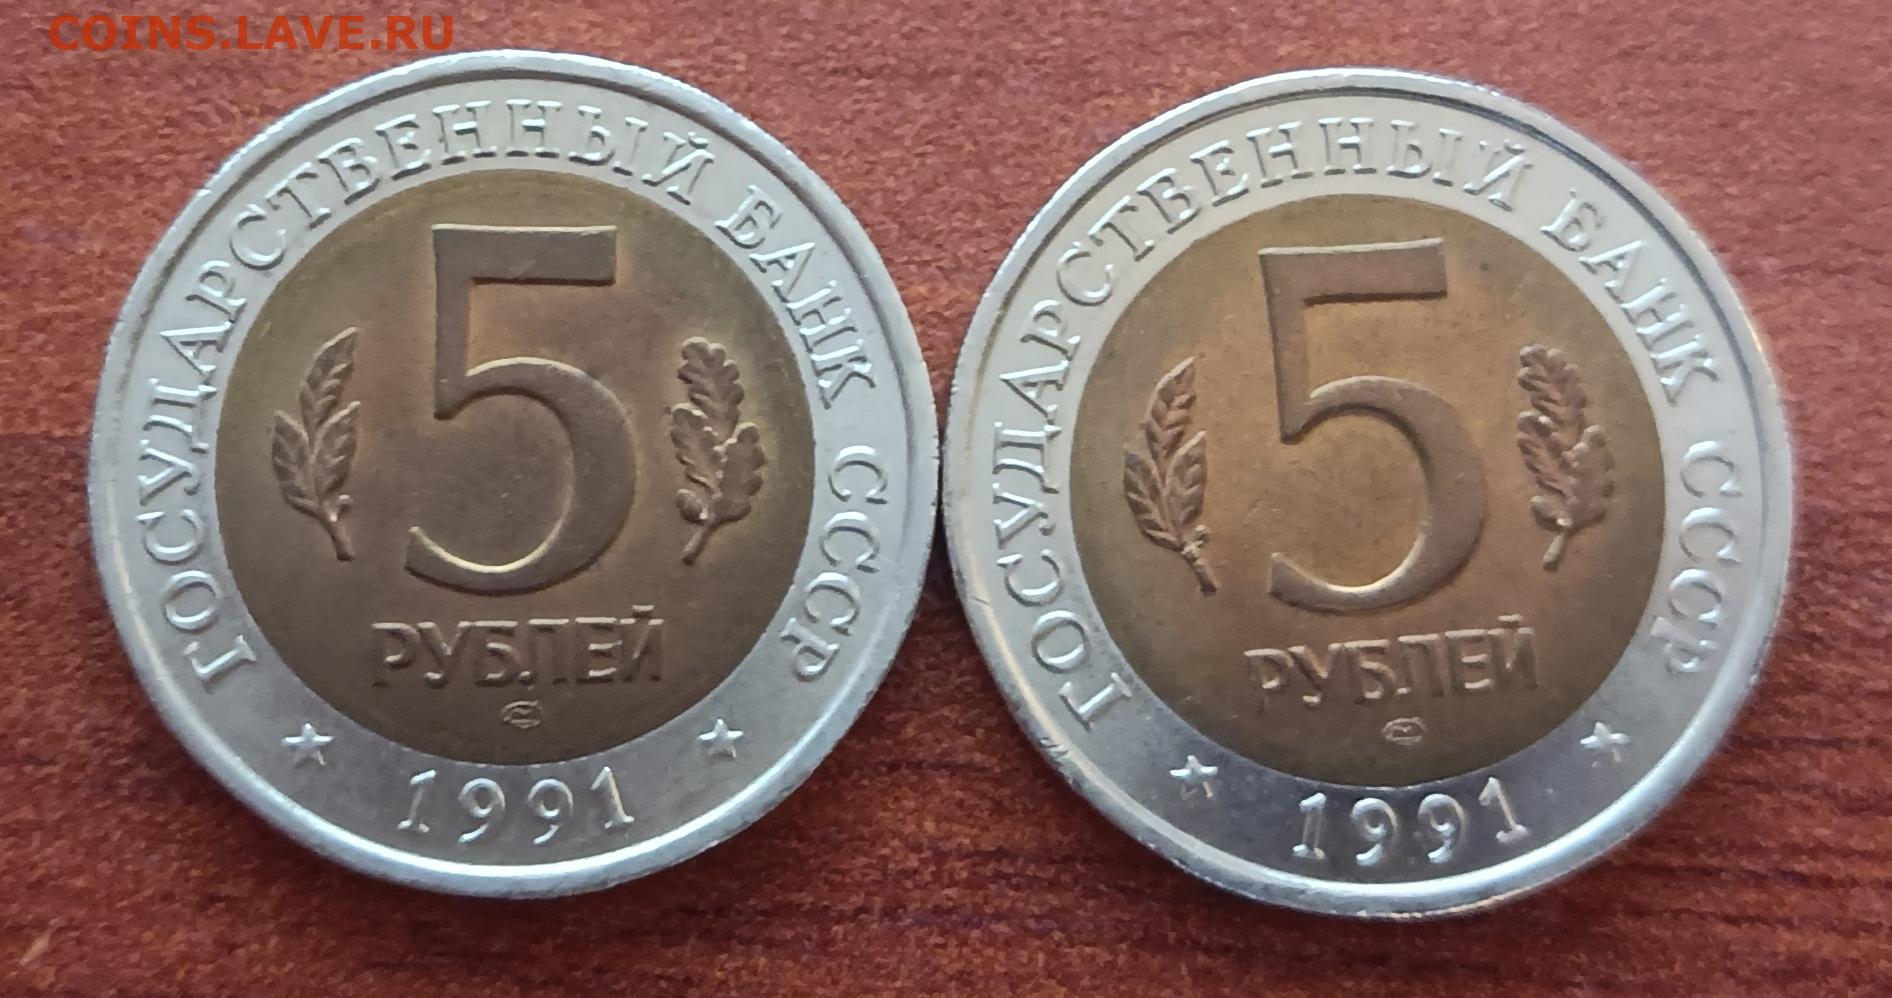 COINS.LAVE.RU
ГОСУДАРСТВЕННЫЙ БАНК СССР
5
РУБЛЕЙ
1991
ГОСУДАРСТВЕННЫЙ БАНК СССР
5
РУБЛЕЙ
1991